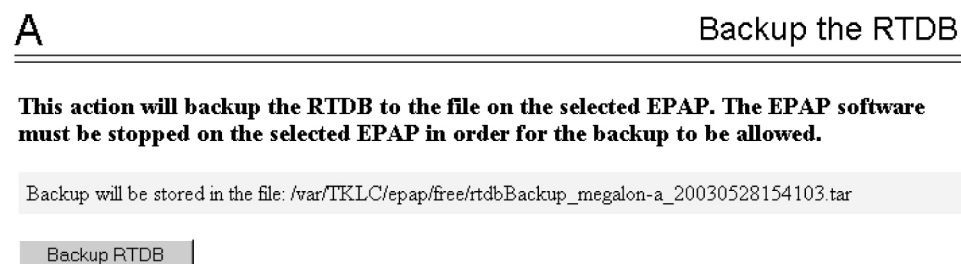 A
Backup the RTDB
This action will backup the RTDB to the file on the selected EPAP. The EPAP software
must be stopped on the selected EPAP in order for the backup to be allowed.
Backup will be stored in the file: /var/TKLC/epap/free/rtdbBackup_megalon-a_20030528154103.tar
Backup RTDB